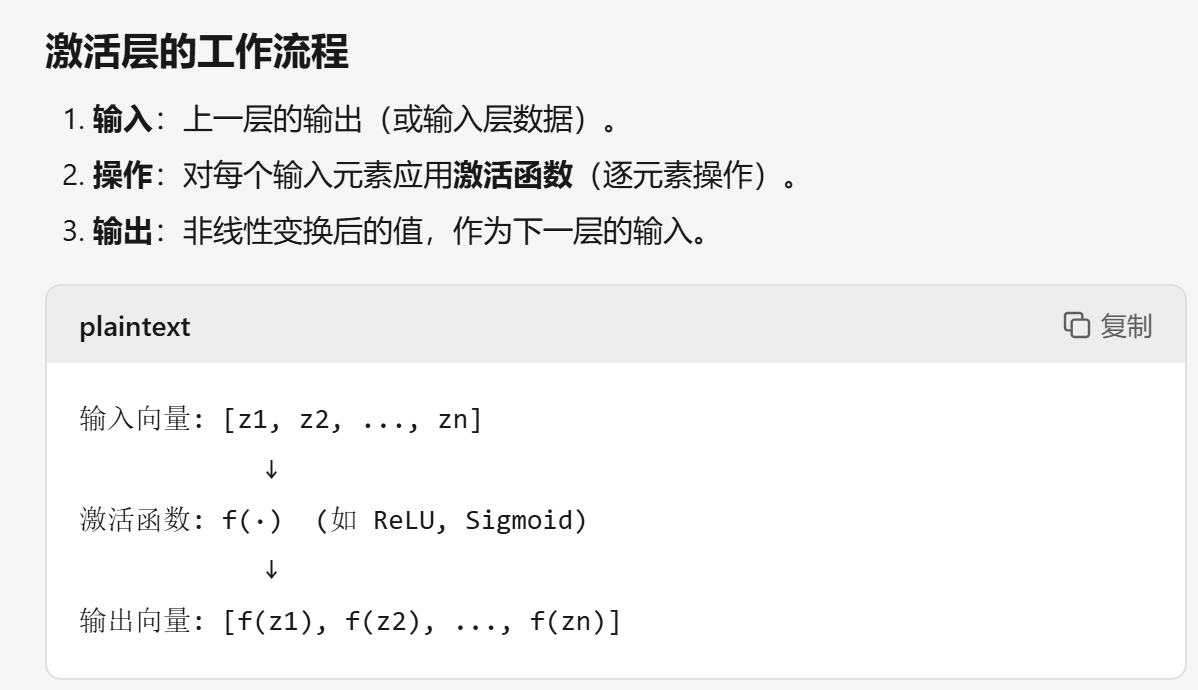 激活层的工作流程
1. 输入：上一层的输出（或输入层数据）。
2. 操作：对每个输入元素应用激活函数（逐元素操作）。
3. 输出：非线性变换后的值，作为下一层的输入。
plaintext 复制
输入向量: [z1, z2, ..., zn]
↓
激活函数: f(·) (如 ReLU, Sigmoid)
↓
输出向量: [f(z1), f(z2), ..., f(zn)]